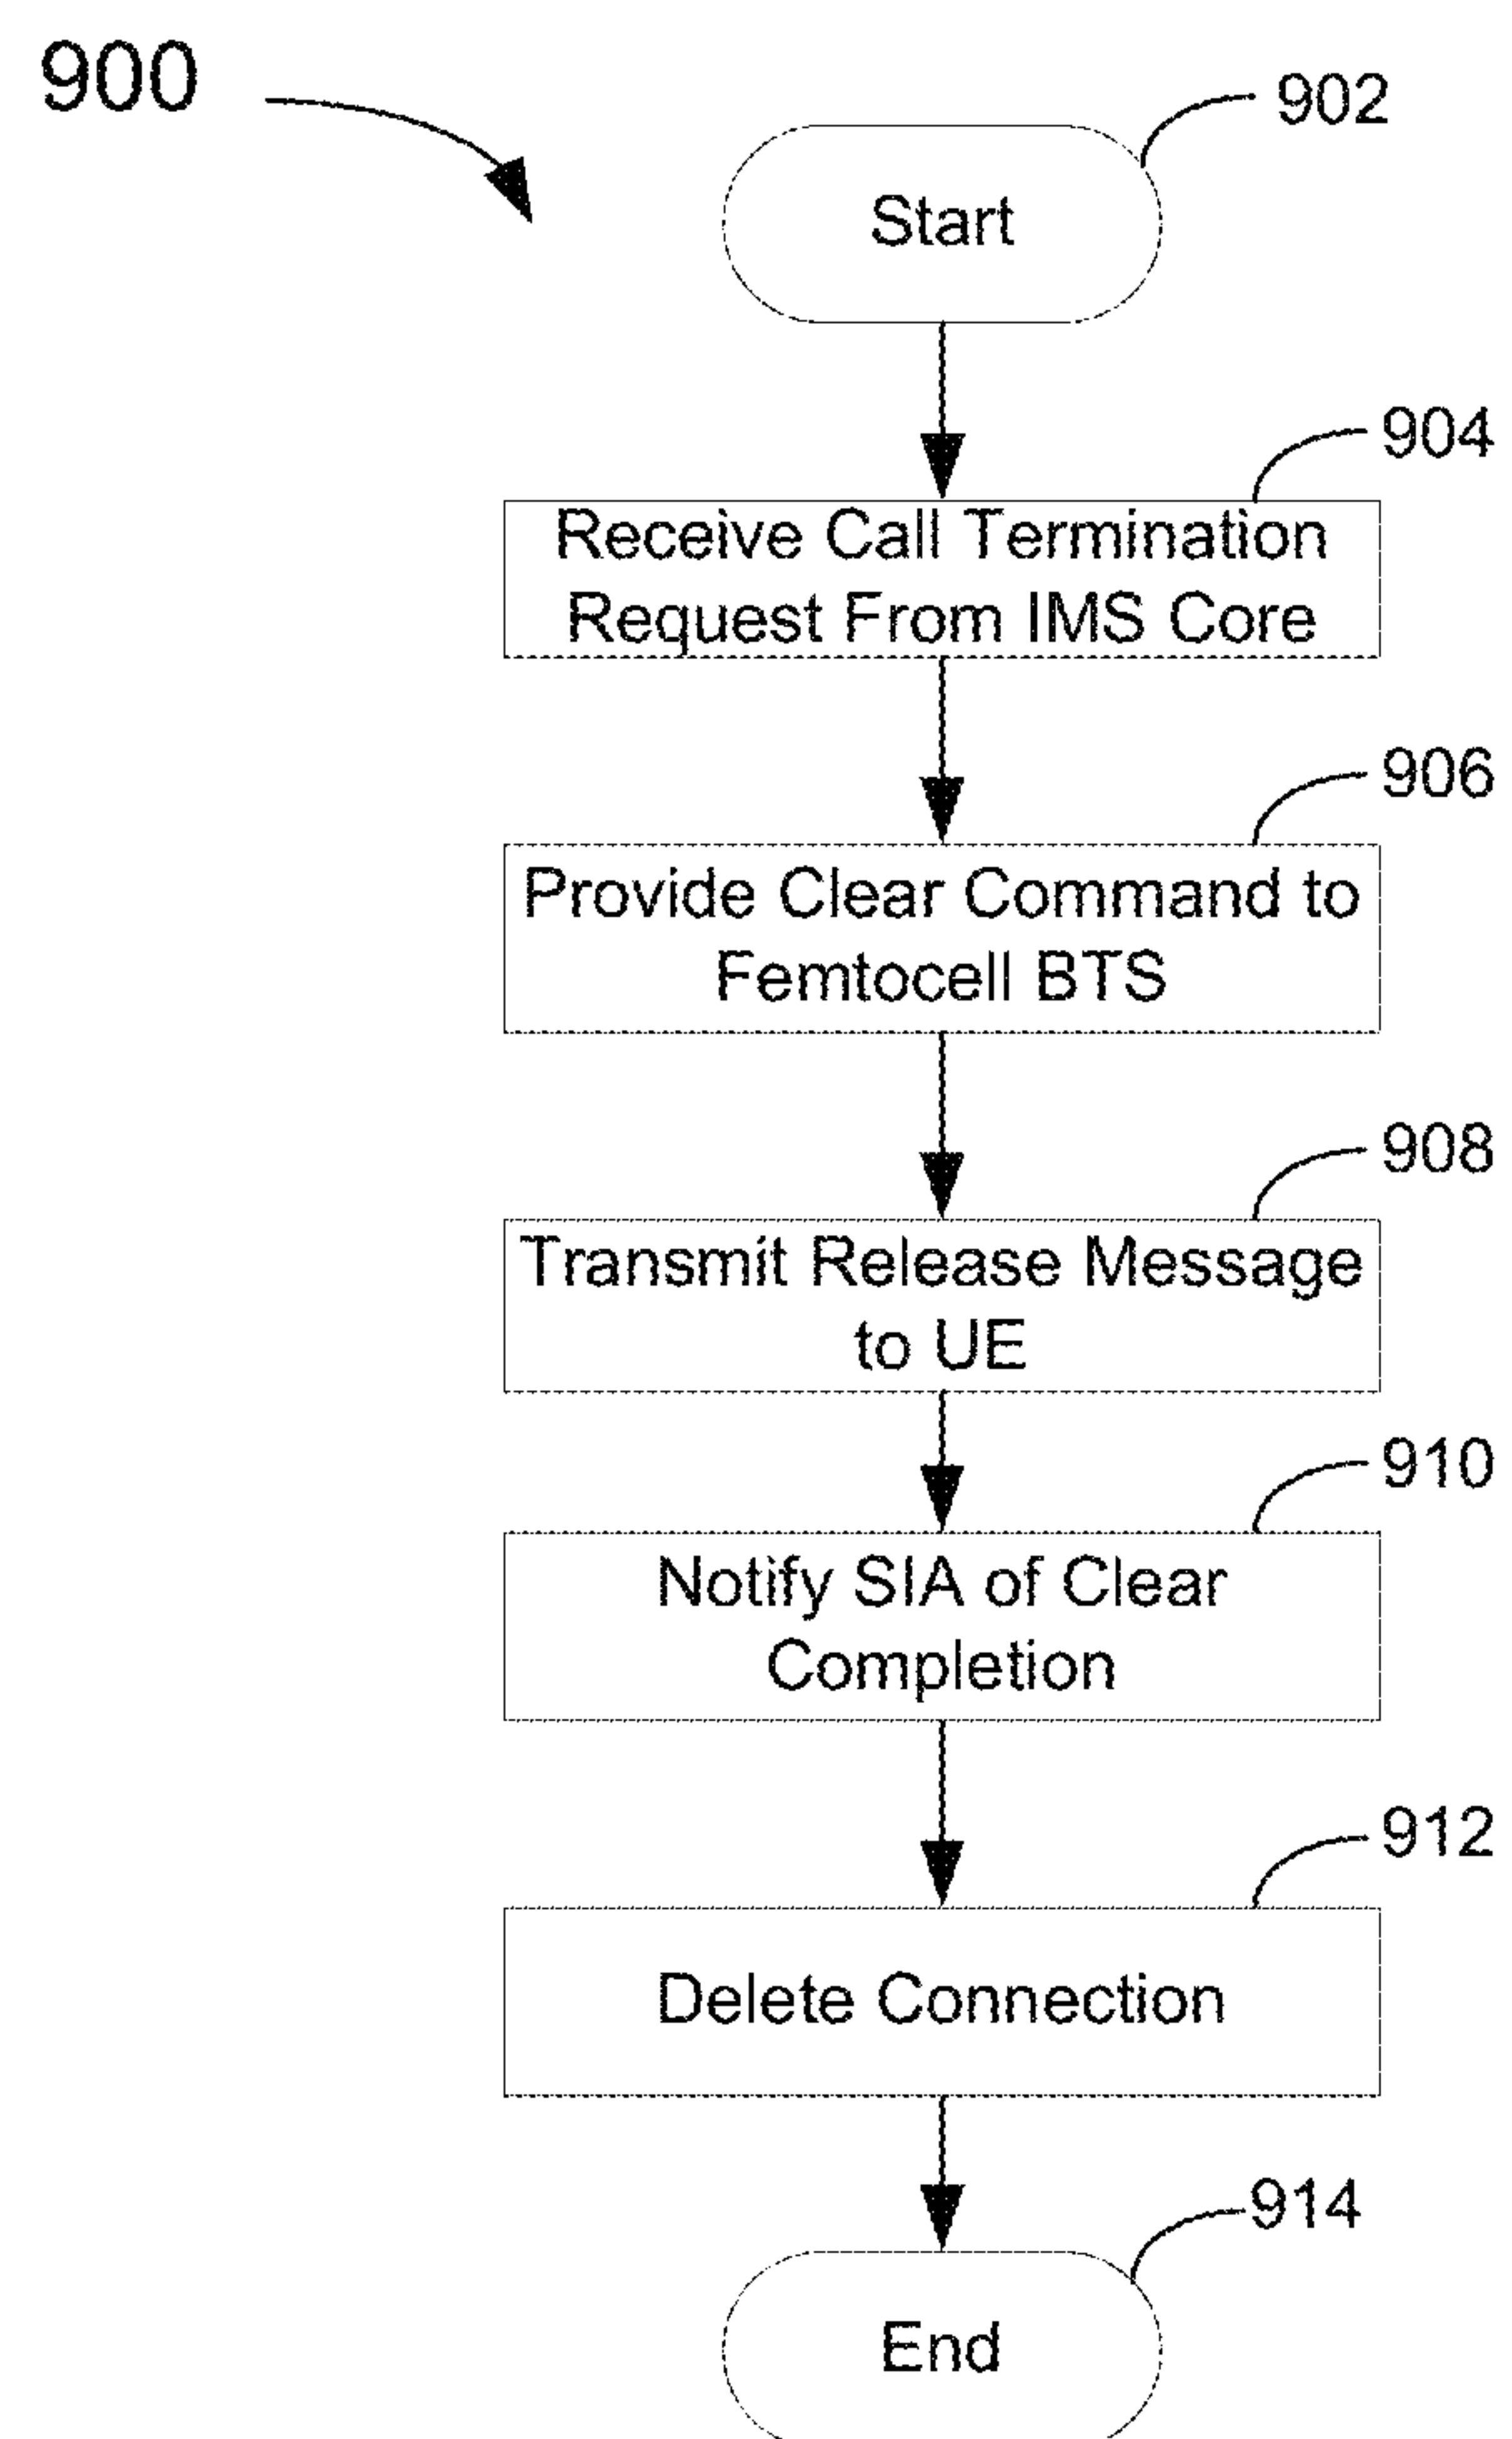 900
902
Start
904
Receive Call Termination
Request From IMS Core
906
Provide Clear Command to
Femtocell BTS
908
Transmit Release Message
to UE
910
Notify SIA of Clear
Completion
912
Delete Connection
914
End